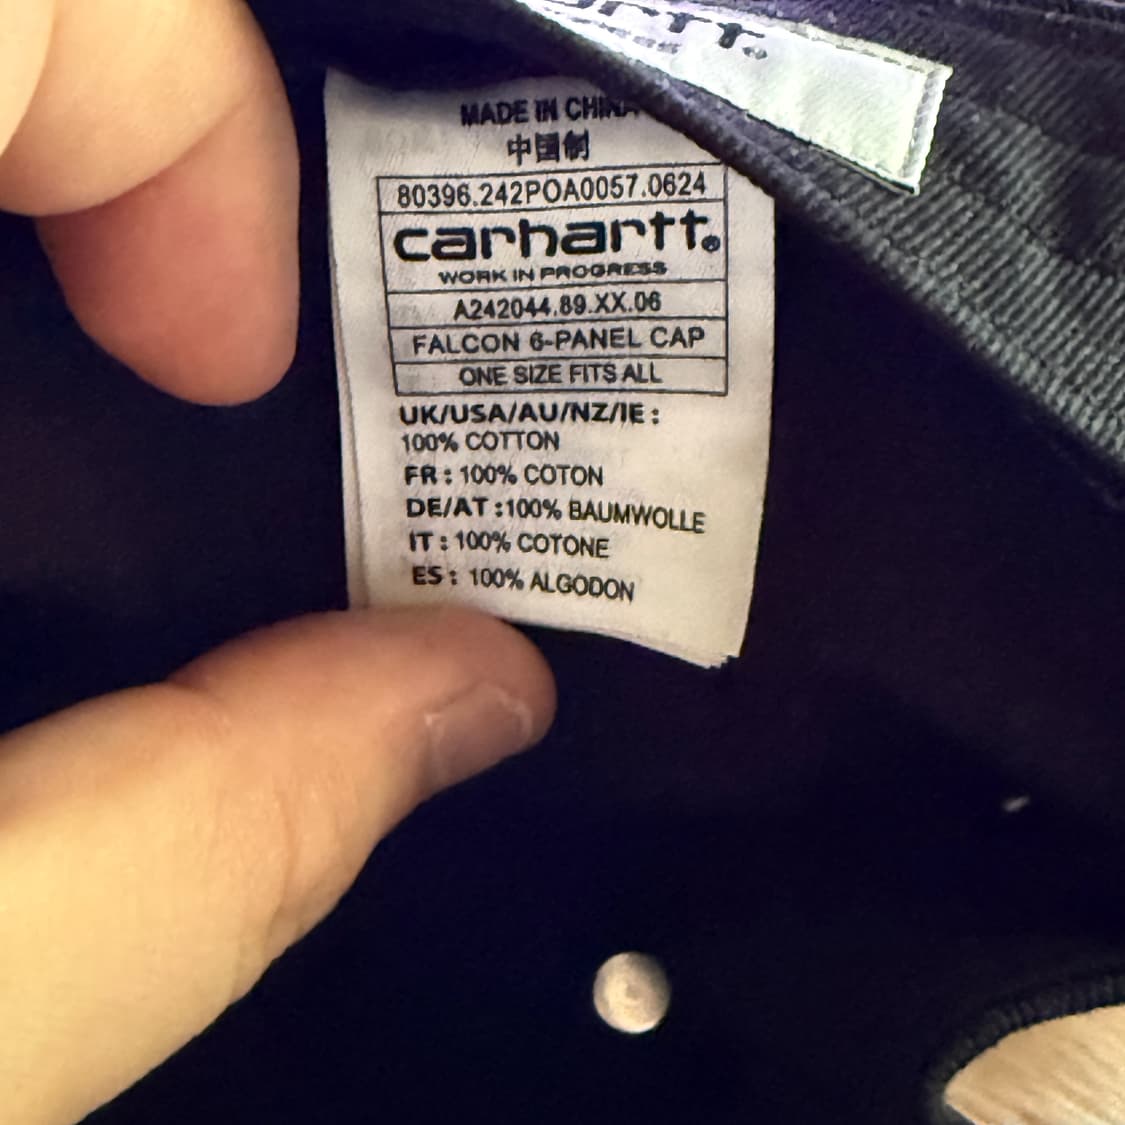 rtt.
MADE IN CHINA
中国制
80396.242POA0057.0624
carhartt®
WORK IN PROGRESS
A242044.89.XX.06
FALCON 6-PANEL CAP
ONE SIZE FITS ALL
UK/USA/AU/NZ/IE :
100% COTTON
FR : 100% COTON
DE/AT :100% BAUMWOLLE
IT : 100% COTONE
ES : 100% ALGODON